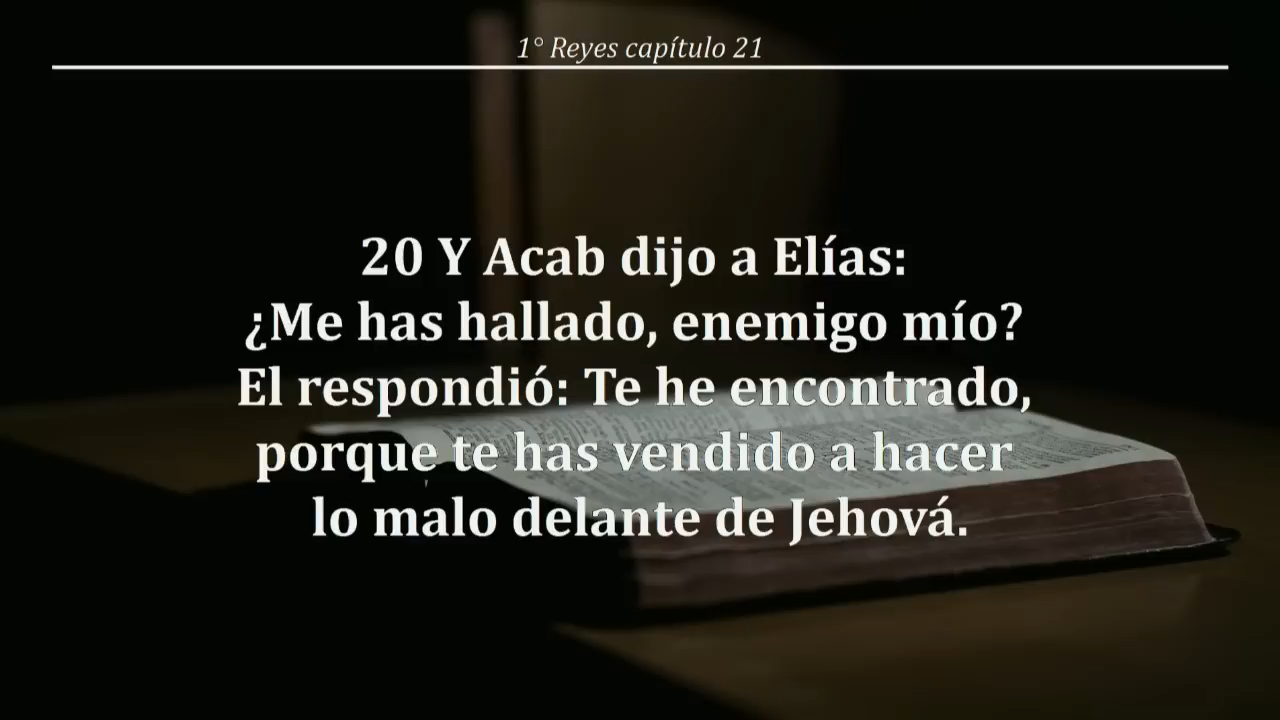 1° Reyes capítulo 21
20 Y Acab dijo a Elías:
¿Me has hallado, enemigo mío?
El respondió: Te he encontrado,
porque te has vendido a hacer
lo malo delante de Jehová.